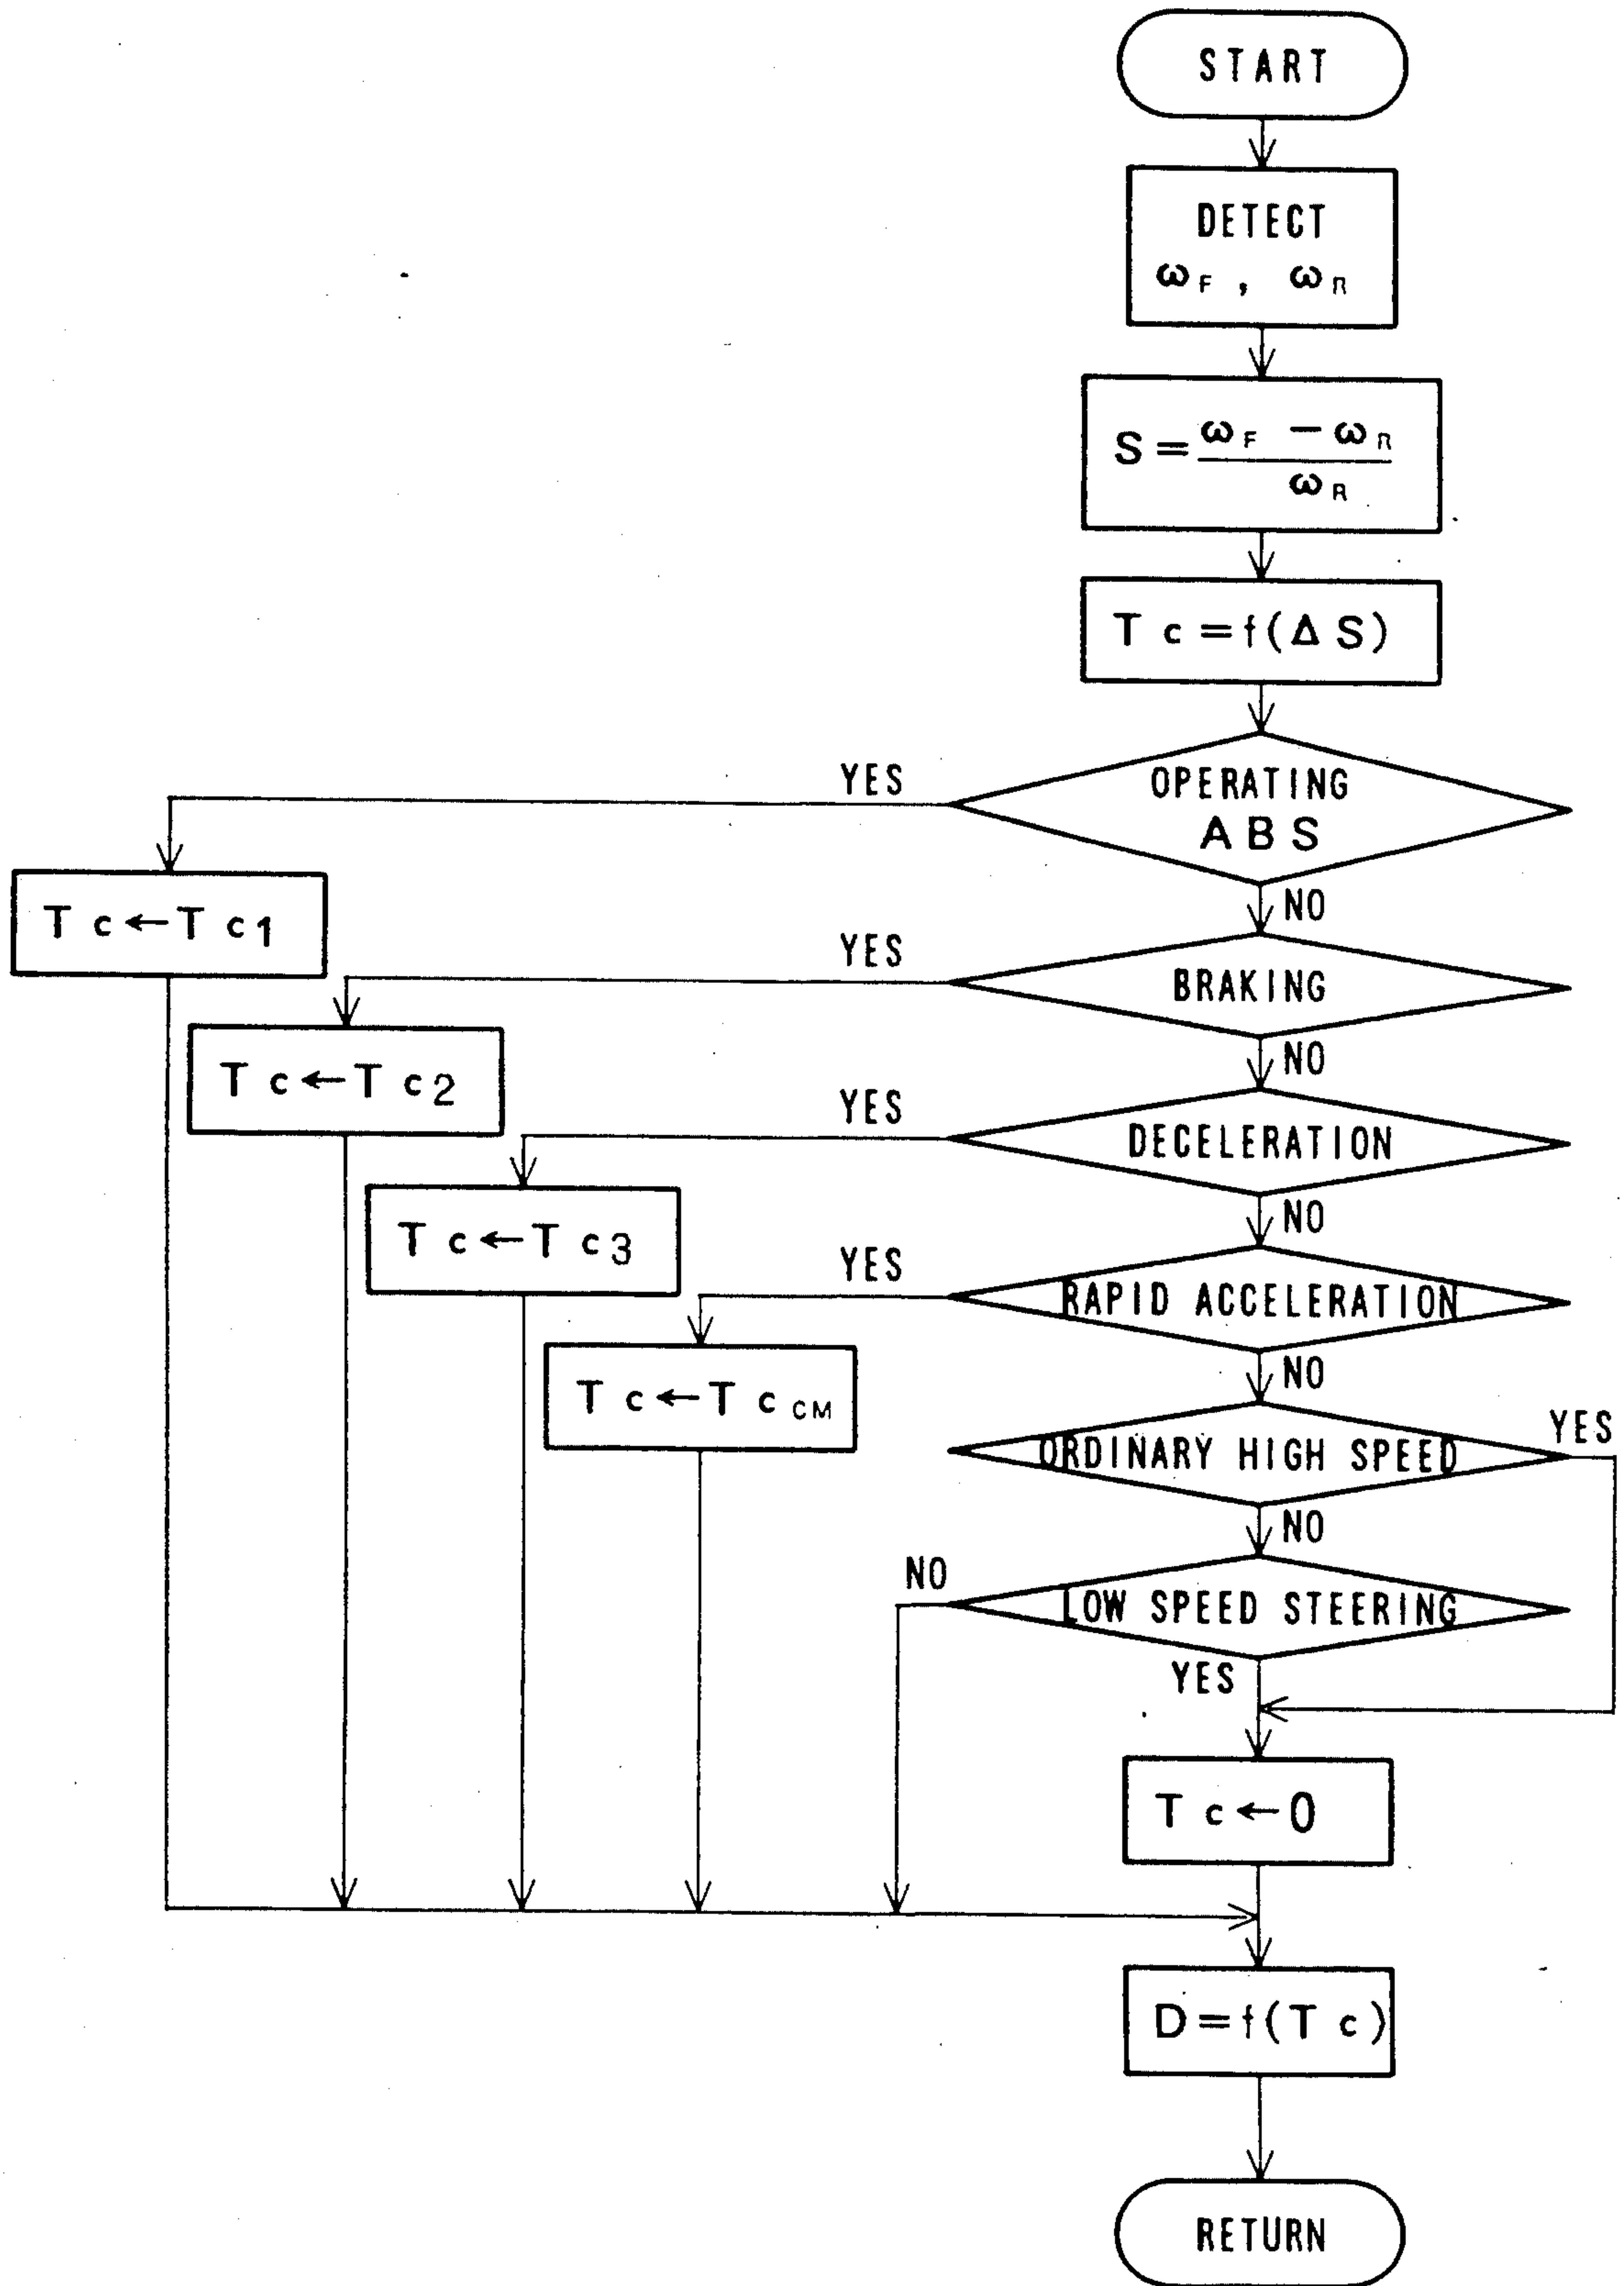 START
DETECT
ωF , ωR
S = ωF − ωR
ωR
Tc = f(ΔS)
YES
OPERATING
ABS
NO
Tc ← Tc1
YES
BRAKING
NO
Tc ← Tc2
YES
DECELERATION
NO
Tc ← Tc3
YES
RAPID ACCELERATION
NO
Tc ← TcCM
YES
ORDINARY HIGH SPEED
NO
NO
LOW SPEED STEERING
YES
Tc ← 0
D = f(Tc)
RETURN